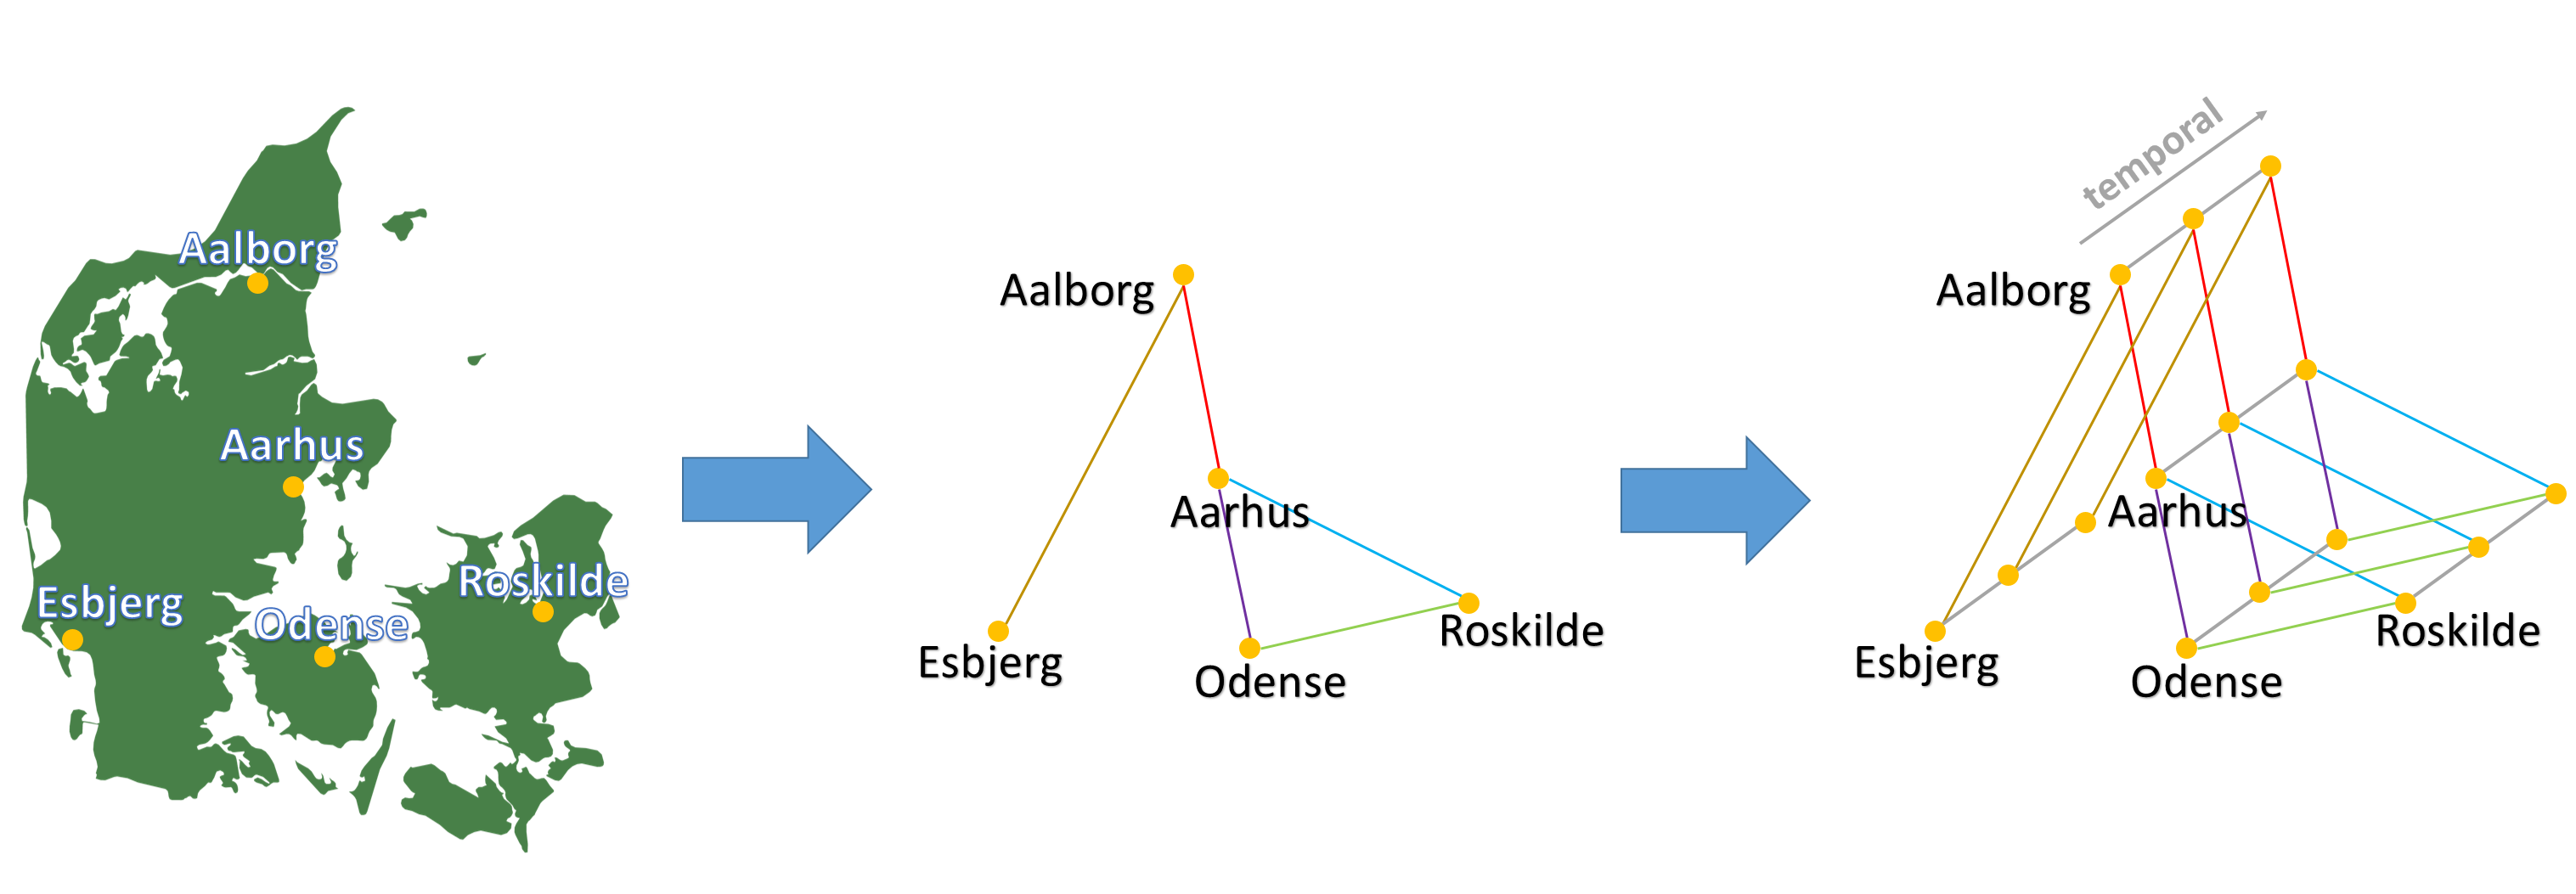 Aalborg
Aarhus
Esbjerg
Odense
Roskilde
Aalborg
Aarhus
Esbjerg
Odense
Roskilde
temporal
Aalborg
Aarhus
Esbjerg
Odense
Roskilde